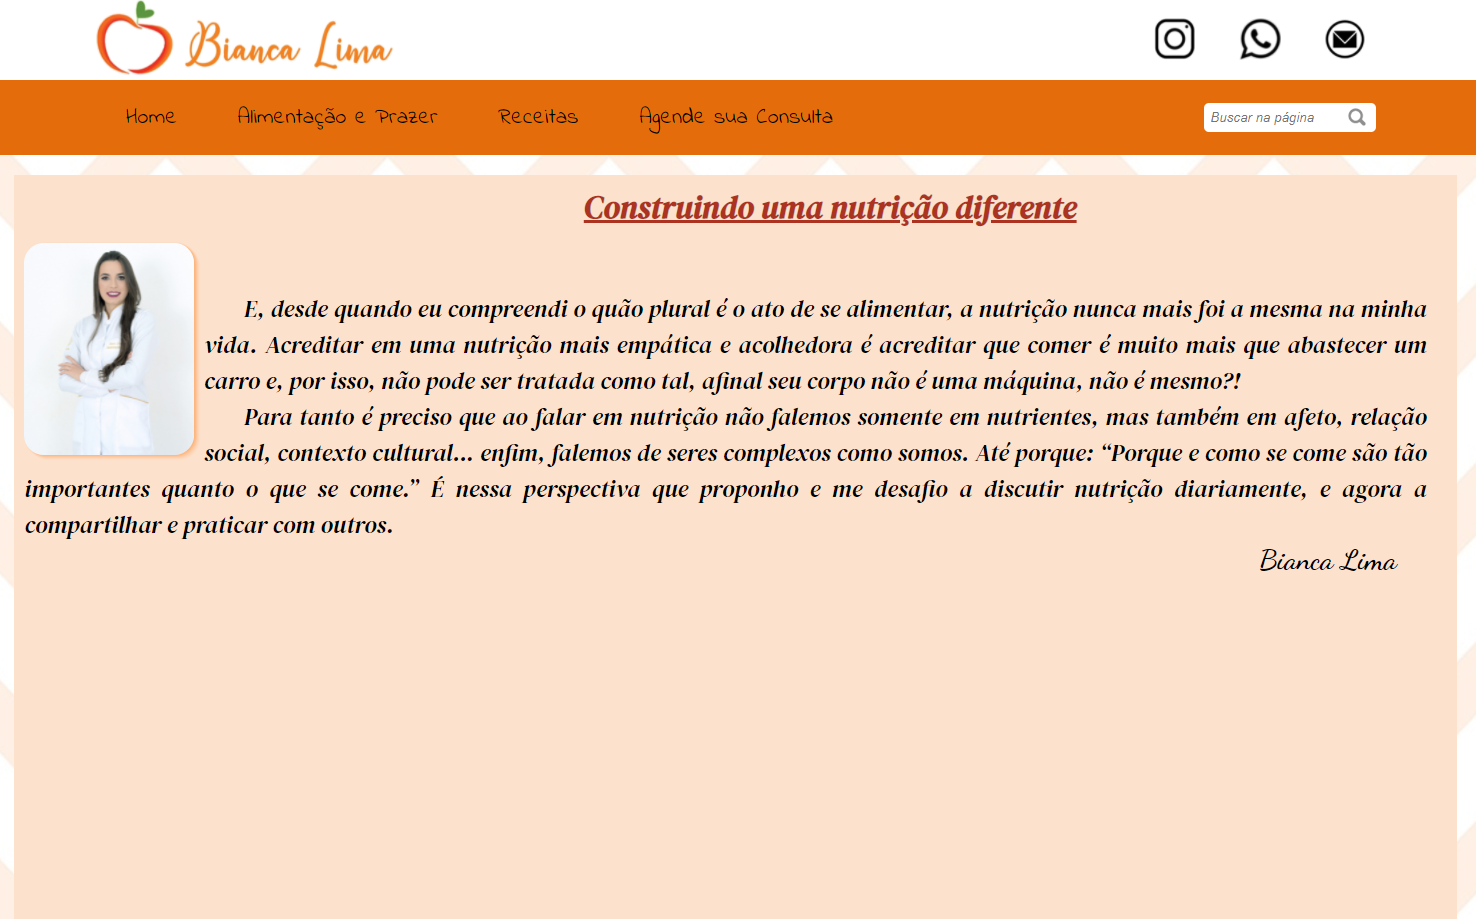 Bianca Lima
Home Alimentação e Prazer Receitas Agende sua Consulta Buscar na página
Construindo uma nutrição diferente
E, desde quando eu compreendi o quão plural é o ato de se alimentar, a nutrição nunca mais foi a mesma na minha
vida. Acreditar em uma nutrição mais empática e acolhedora é acreditar que comer é muito mais que abastecer um
carro e, por isso, não pode ser tratada como tal, afinal seu corpo não é uma máquina, não é mesmo?!
Para tanto é preciso que ao falar em nutrição não falemos somente em nutrientes, mas também em afeto, relação
social, contexto cultural... enfim, falemos de seres complexos como somos. Até porque: “Porque e como se come são tão
importantes quanto o que se come.” É nessa perspectiva que proponho e me desafio a discutir nutrição diariamente, e agora a
compartilhar e praticar com outros.
Bianca Lima